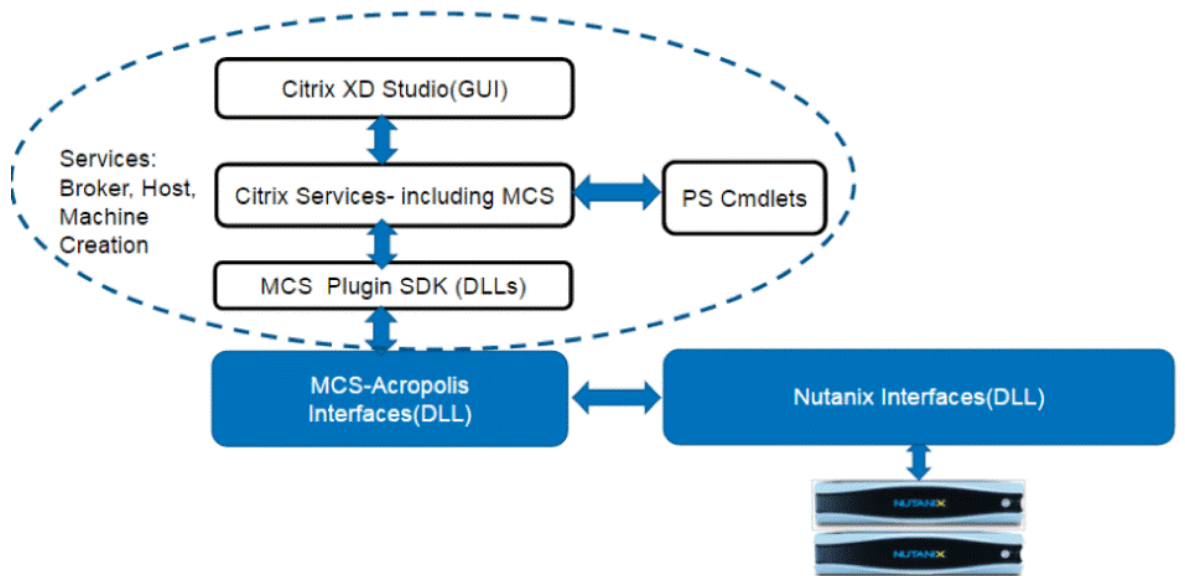 Citrix XD Studio(GUI)
Services:
Broker, Host,
Machine
Creation
Citrix Services- including MCS
PS Cmdlets
MCS Plugin SDK (DLLs)
MCS-Acropolis
Interfaces(DLL)
Nutanix Interfaces(DLL)
NUTANIX
NUTANIX